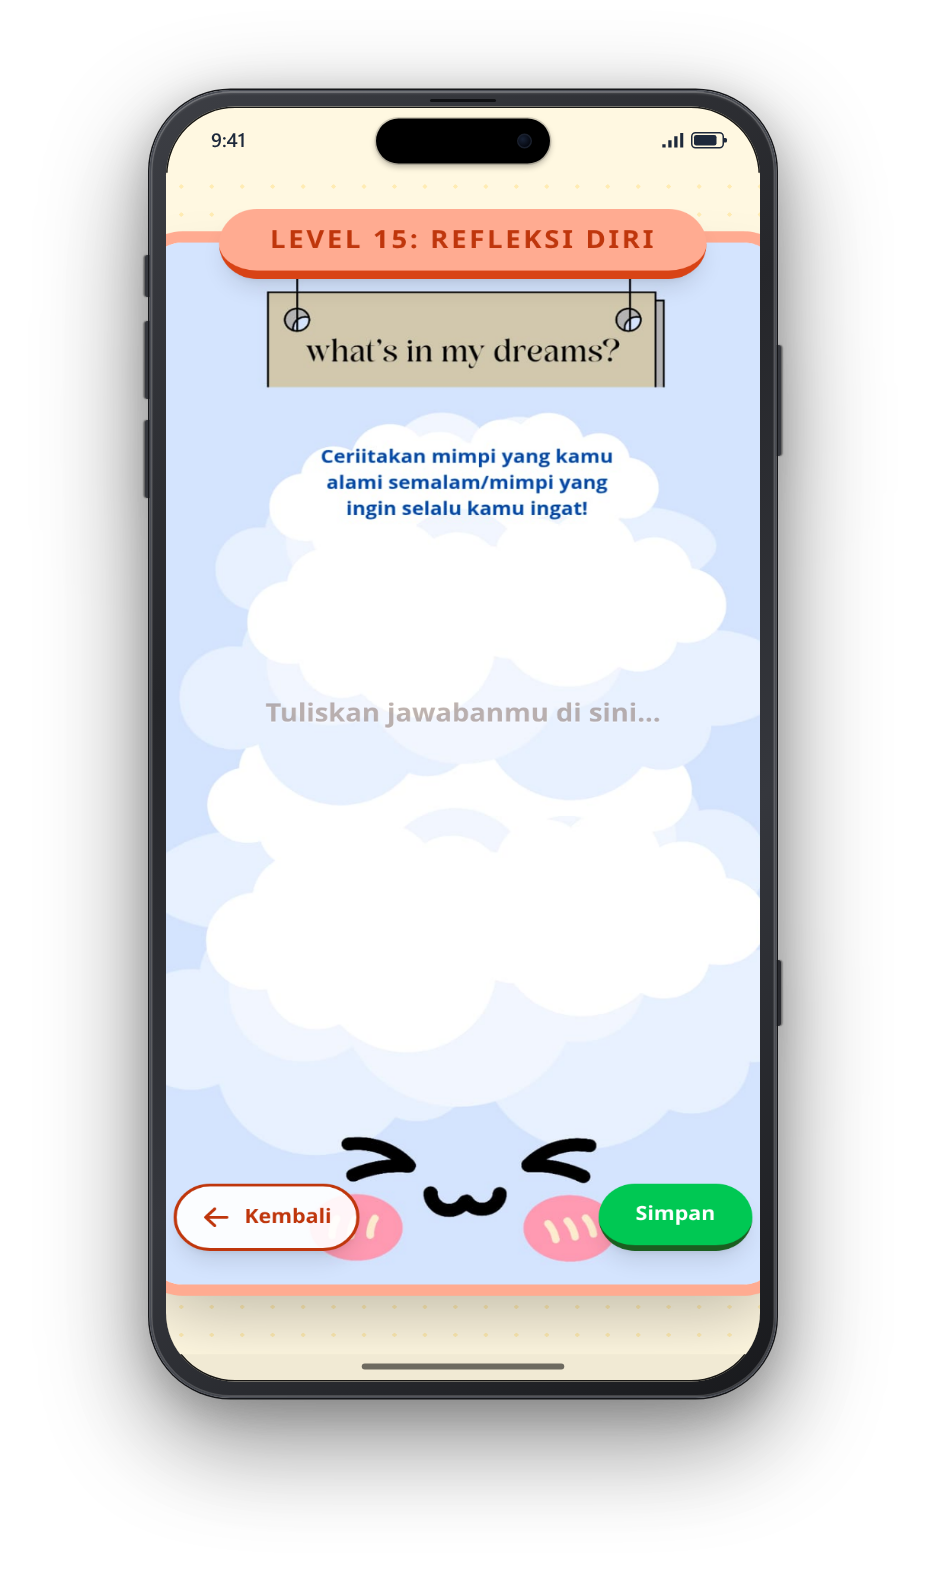 9:41
LEVEL 15: REFLEKSI DIRI
what's in my dreams?
Ceriitakan mimpi yang kamu
alami semalam/mimpi yang
ingin selalu kamu ingat!
Tuliskan jawabanmu di sini...
Kembali
Simpan